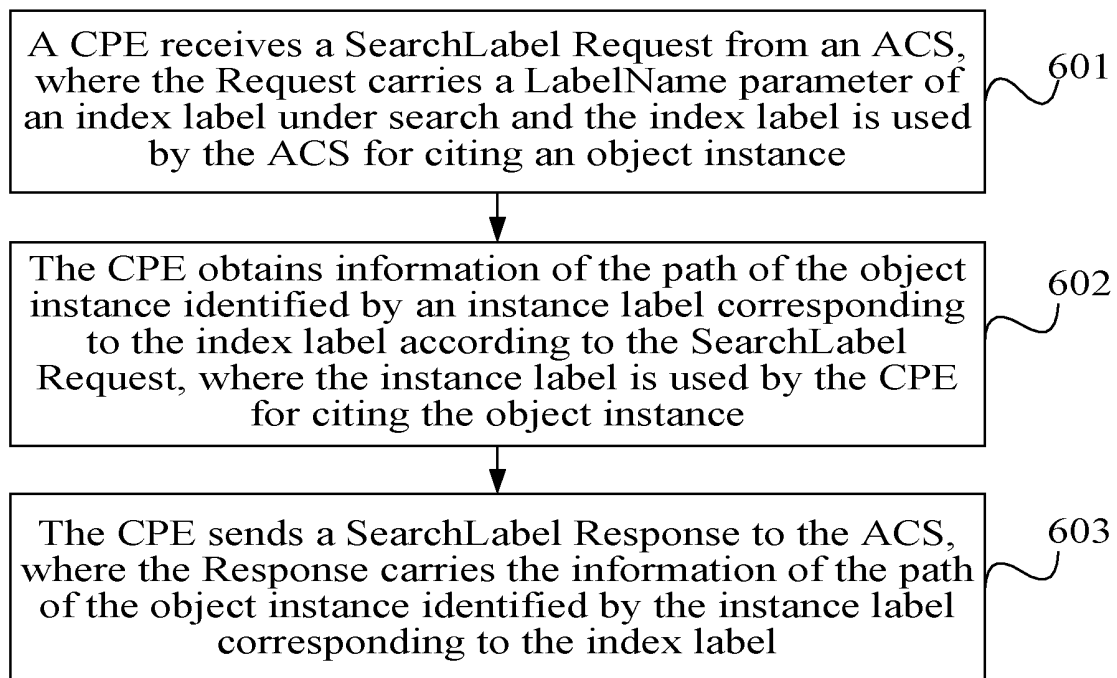 A CPE receives a SearchLabel Request from an ACS,
where the Request carries a LabelName parameter of
an index label under search and the index label is used
by the ACS for citing an object instance
601
The CPE obtains information of the path of the object
instance identified by an instance label corresponding
to the index label according to the SearchLabel
Request, where the instance label is used by the CPE
for citing the object instance
602
The CPE sends a SearchLabel Response to the ACS,
where the Response carries the information of the path
of the object instance identified by the instance label
corresponding to the index label
603